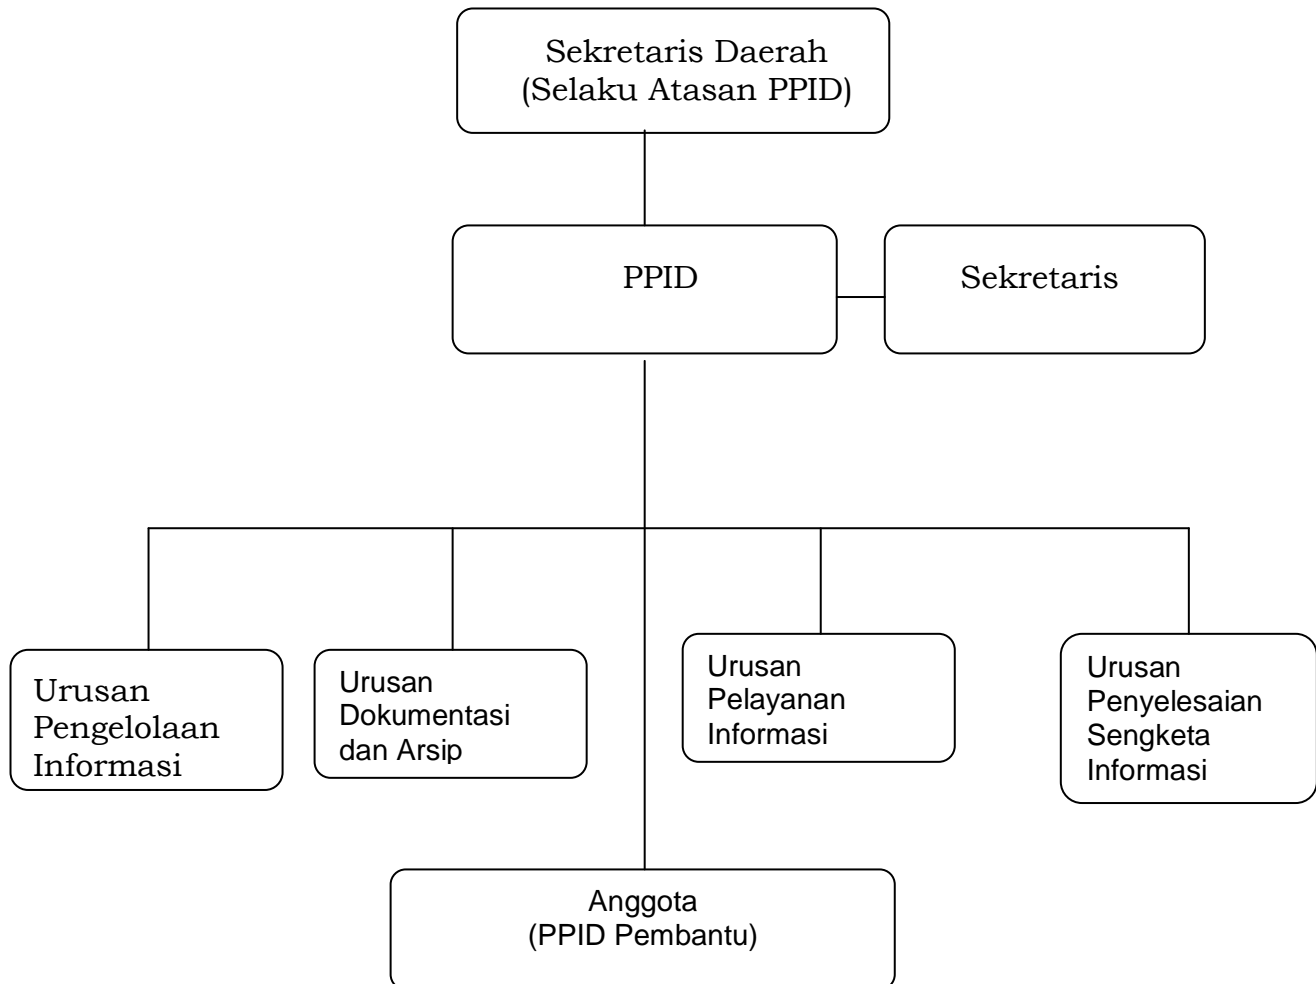 Sekretaris Daerah
(Selaku Atasan PPID)
PPID
Sekretaris
Urusan
Pengelolaan
Informasi
Urusan
Dokumentasi
dan Arsip
Urusan
Pelayanan
Informasi
Urusan
Penyelesaian
Sengketa
Informasi
Anggota
(PPID Pembantu)